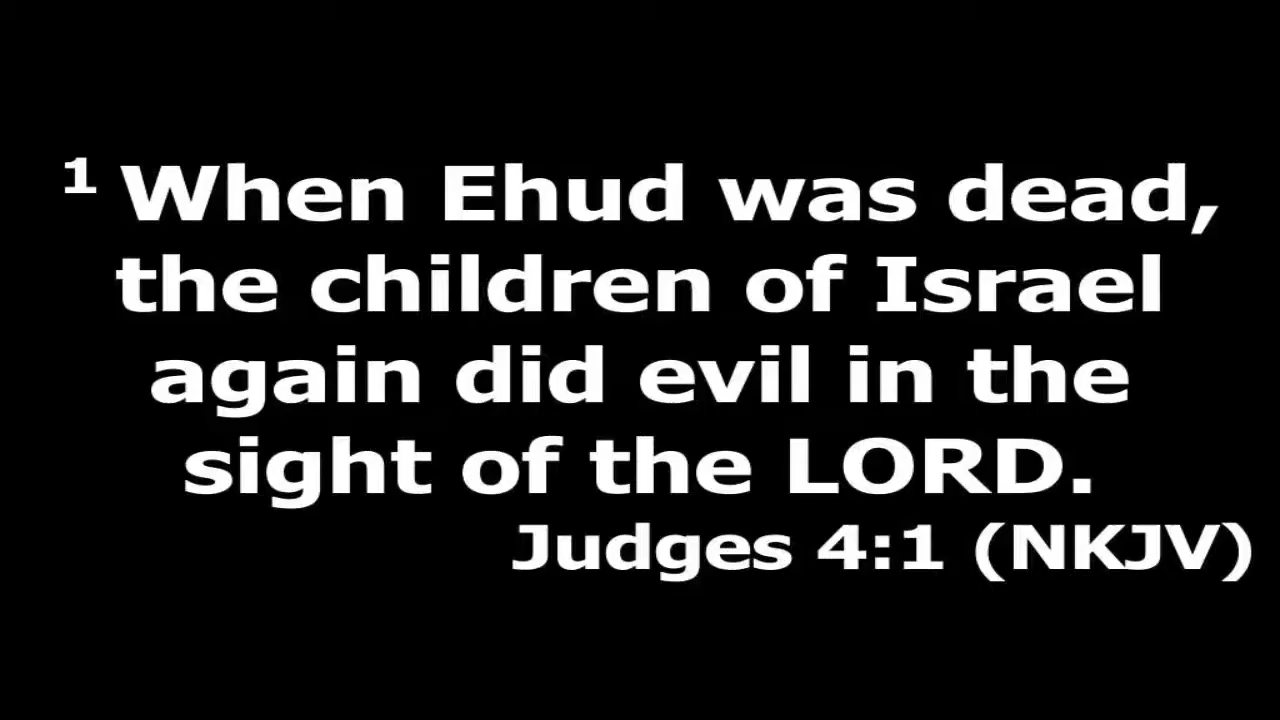 1 When Ehud was dead,
the children of Israel
again did evil in the
sight of the LORD.
Judges 4:1 (NKJV)